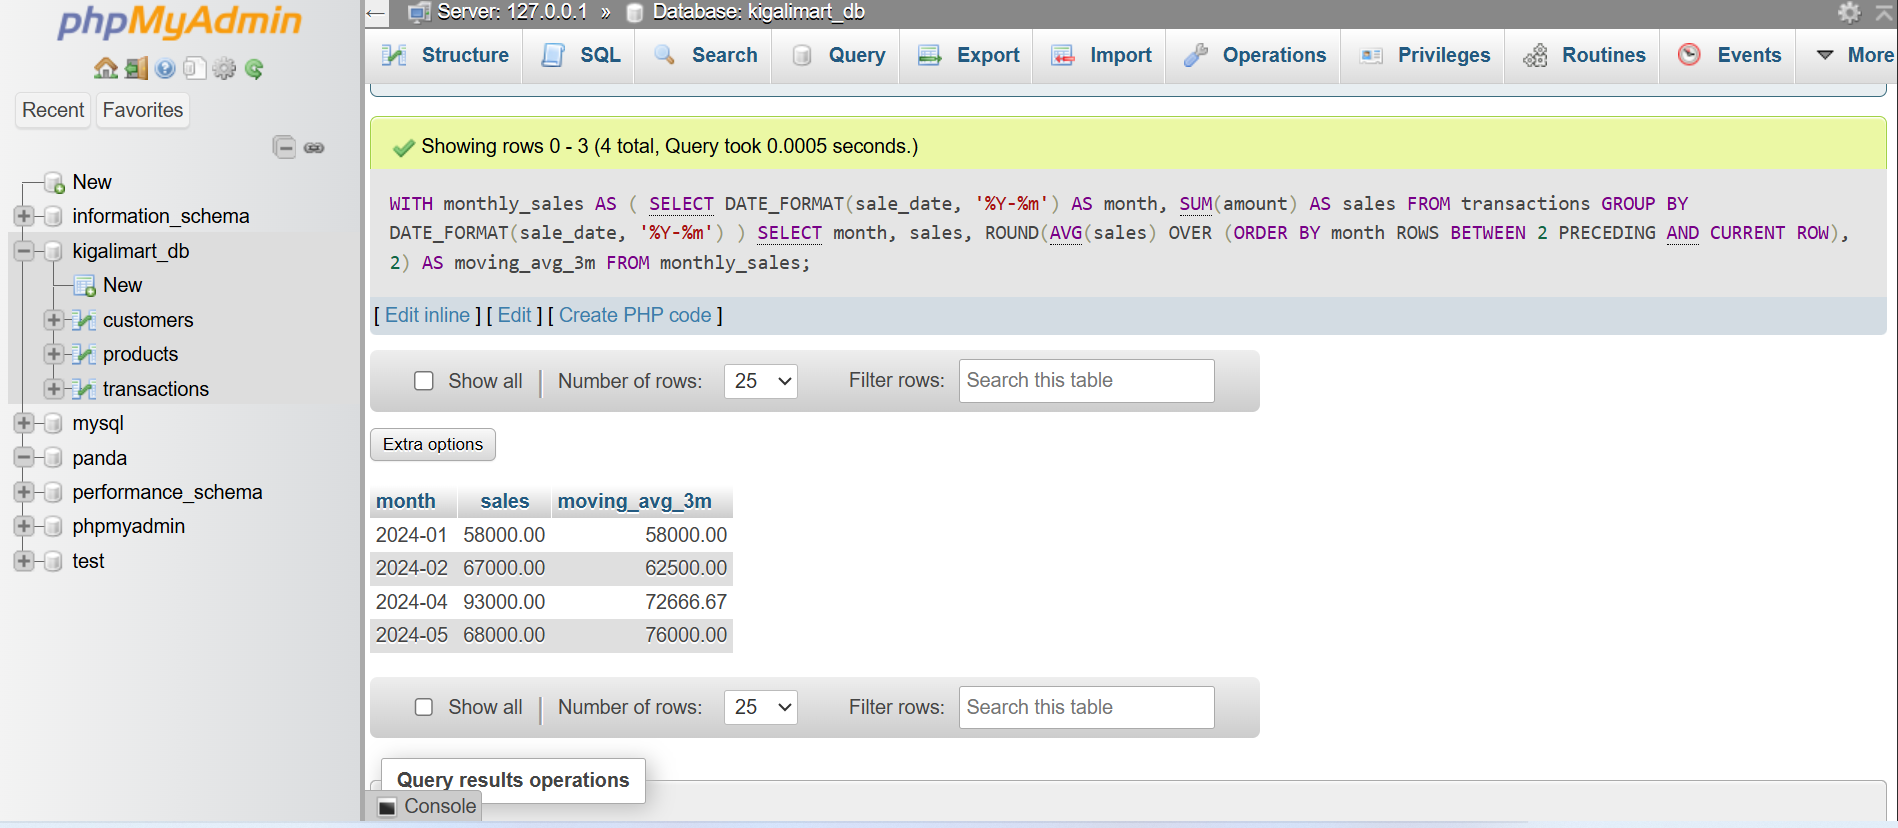 phpMyAdmin
Recent Favorites
New
information_schema
kigalimart_db
New
customers
products
transactions
mysql
panda
performance_schema
phpmyadmin
test
Server: 127.0.0.1 » Database: kigalimart_db
Structure SQL Search Query Export Import Operations Privileges Routines Events More
Showing rows 0 - 3 (4 total, Query took 0.0005 seconds.)
WITH monthly_sales AS ( SELECT DATE_FORMAT(sale_date, '%Y-%m') AS month, SUM(amount) AS sales FROM transactions GROUP BY
DATE_FORMAT(sale_date, '%Y-%m') ) SELECT month, sales, ROUND(AVG(sales) OVER (ORDER BY month ROWS BETWEEN 2 PRECEDING AND CURRENT ROW),
2) AS moving_avg_3m FROM monthly_sales;
[ Edit inline ] [ Edit ] [ Create PHP code ]
Show all | Number of rows: 25 Filter rows: Search this table
Extra options
month sales moving_avg_3m
2024-01 58000.00 58000.00
2024-02 67000.00 62500.00
2024-04 93000.00 72666.67
2024-05 68000.00 76000.00
Show all | Number of rows: 25 Filter rows: Search this table
Query results operations
Console